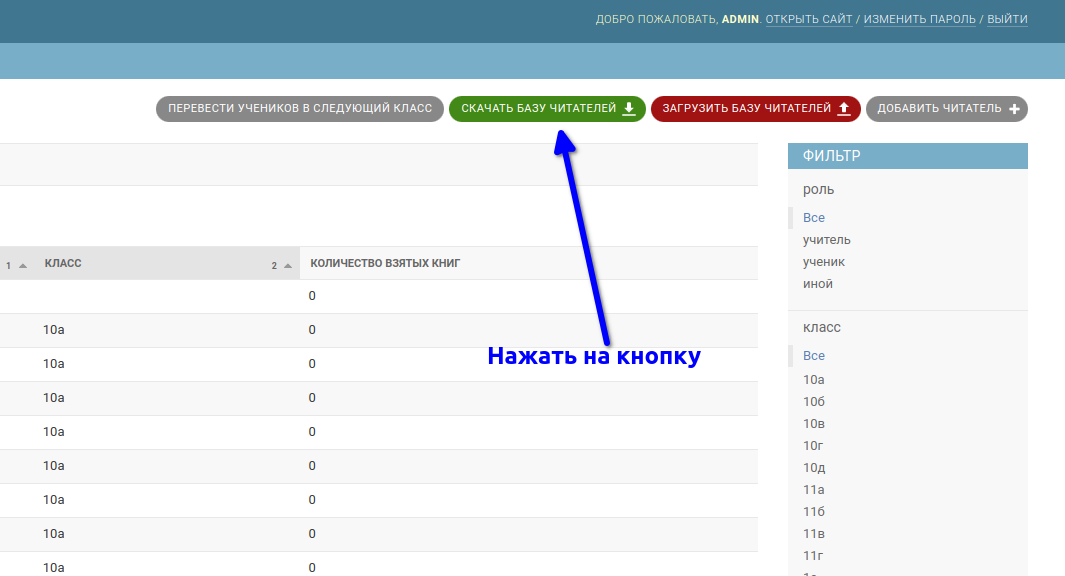 ДОБРО ПОЖАЛОВАТЬ, ADMIN. ОТКРЫТЬ САЙТ / ИЗМЕНИТЬ ПАРОЛЬ / ВЫЙТИ
ПЕРЕВЕСТИ УЧЕНИКОВ В СЛЕДУЮЩИЙ КЛАСС СКАЧАТЬ БАЗУ ЧИТАТЕЛЕЙ ЗАГРУЗИТЬ БАЗУ ЧИТАТЕЛЕЙ ДОБАВИТЬ ЧИТАТЕЛЬ
1 КЛАСС 2 КОЛИЧЕСТВО ВЗЯТЫХ КНИГ
0
10а 0
10а 0
10а 0
10а 0
10а 0
10а 0
10а 0
10а 0
Нажать на кнопку
ФИЛЬТР
роль
Все
учитель
ученик
иной
класс
Все
10а
10б
10в
10г
10д
11а
11б
11в
11г